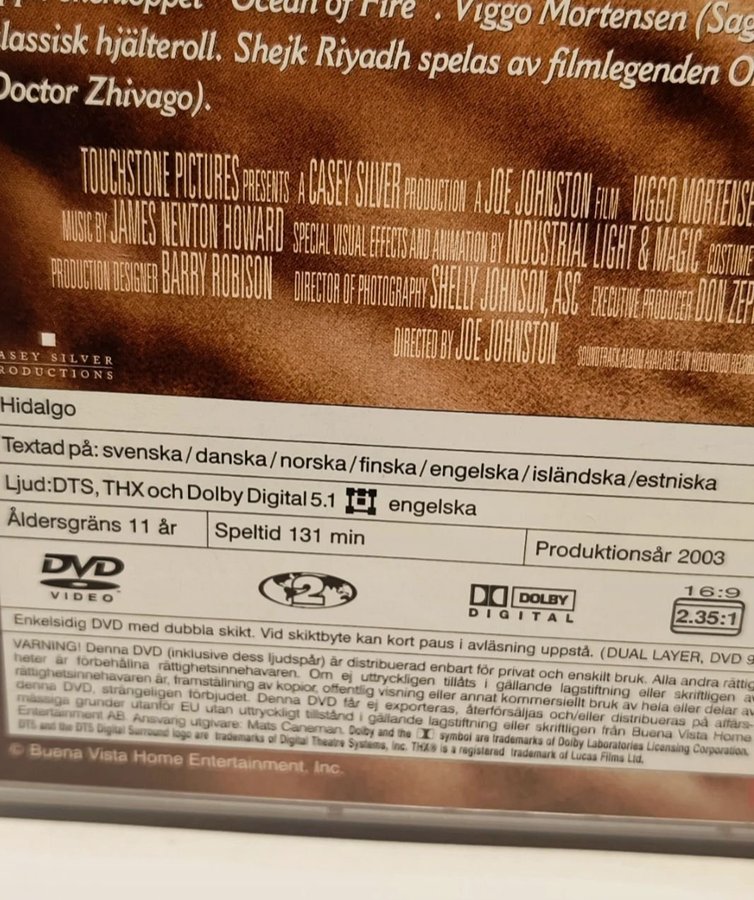 "Ocean of Fire". Viggo Mortensen (Sag
lassisk hjälteroll. Shejk Riyadh spelas av filmlegenden O
Doctor Zhivago).
TOUCHSTONE PICTURES PRESENTS A CASEY SILVER PRODUCTION A JOE JOHNSTON FILM VIGGO MORTENS
MUSIC BY JAMES NEWTON HOWARD SPECIAL VISUAL EFFECTS AND ANIMATION BY INDUSTRIAL LIGHT & MAGIC COSTUME
PRODUCTION DESIGNER BARRY ROBISON DIRECTOR OF PHOTOGRAPHY SHELLY JOHNSON, ASC EXECUTIVE PRODUCER DON ZEF
DIRECTED BY JOE JOHNSTON SOUNDTRACK ALBUM AVAILABLE ON HOLLYWOOD RECOR
ASEY SILVER
RODUCTIONS
Hidalgo
Textad på: svenska/danska/norska/finska/engelska/isländska/estniska
Ljud: DTS, THX och Dolby Digital 5.1 engelska
Åldersgräns 11 år Speltid 131 min Produktionsår 2003
DVD
VIDEO
2
DOLBY
DIGITAL
16:9
2.35:1
Enkelsidig DVD med dubbla skikt. Vid skiktbyte kan kort paus i avläsning uppstå. (DUAL LAYER, DVD 9
VARNING! Denna DVD (inklusive dess ljudspår) är distribuerad enbart för privat och enskilt bruk. Alla andra rättig
heter är förbehållna rättighetsinnehavaren. Om ej uttryckligen tillåts i gällande lagstiftning eller skriftligen av
rättighetsinnehavaren är, framställning av kopior, offentlig visning eller annat kommersiellt bruk av hela eller delar av
denna DVD, strängeligen förbjudet. Denna DVD får ej exporteras, återförsäljas och/eller distribueras på affärs
mässiga grunder utanför EU utan uttryckligt tillstånd i gällande lagstiftning eller skriftligen från Buena Vista Home
Entertainment AB. Ansvarig utgivare: Mats Caneman. Dolby and the symbol are trademarks of Dolby Laboratories Licensing Corporation.
DTS and the DTS Digital Surround logo are trademarks of Digital Theatre Systems, Inc. THX® is a registered trademark of Lucas Films Ltd.
© Buena Vista Home Entertainment, Inc.